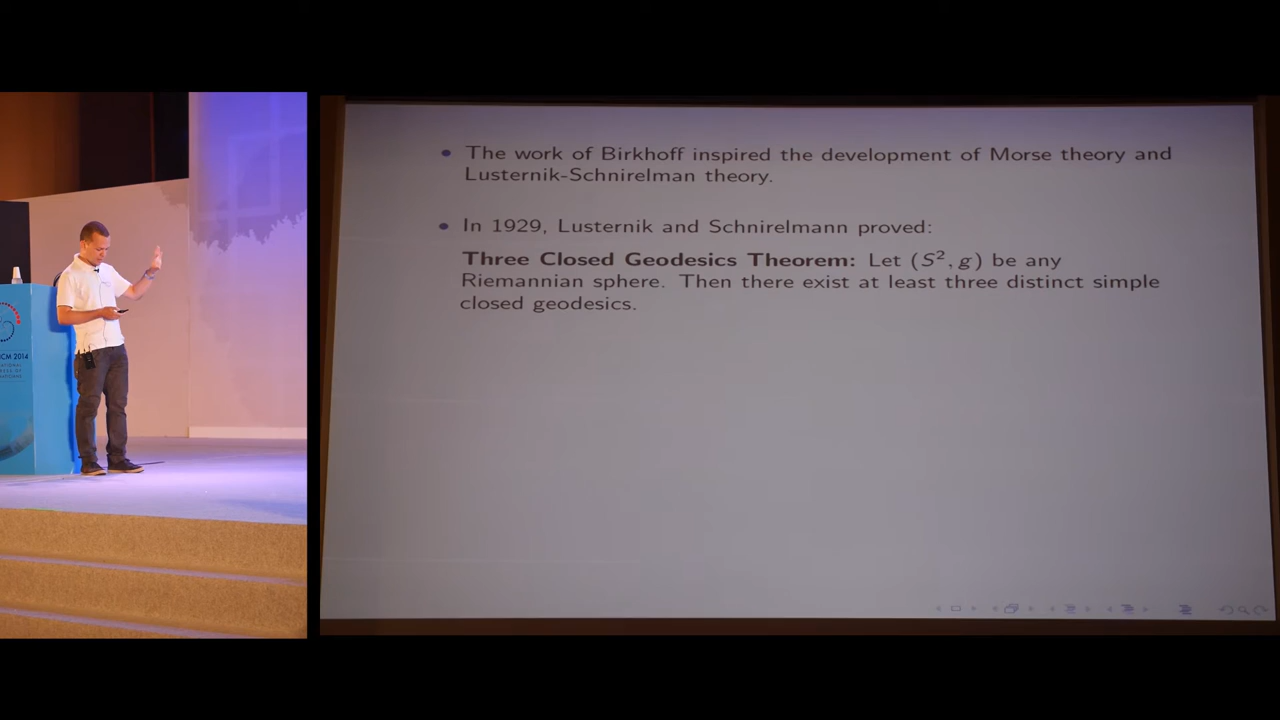 The work of Birkhoff inspired the development of Morse theory and
Lusternik-Schnirelman theory.
In 1929, Lusternik and Schnirelmann proved:
Three Closed Geodesics Theorem: Let (S², g) be any
Riemannian sphere. Then there exist at least three distinct simple
closed geodesics.
2014